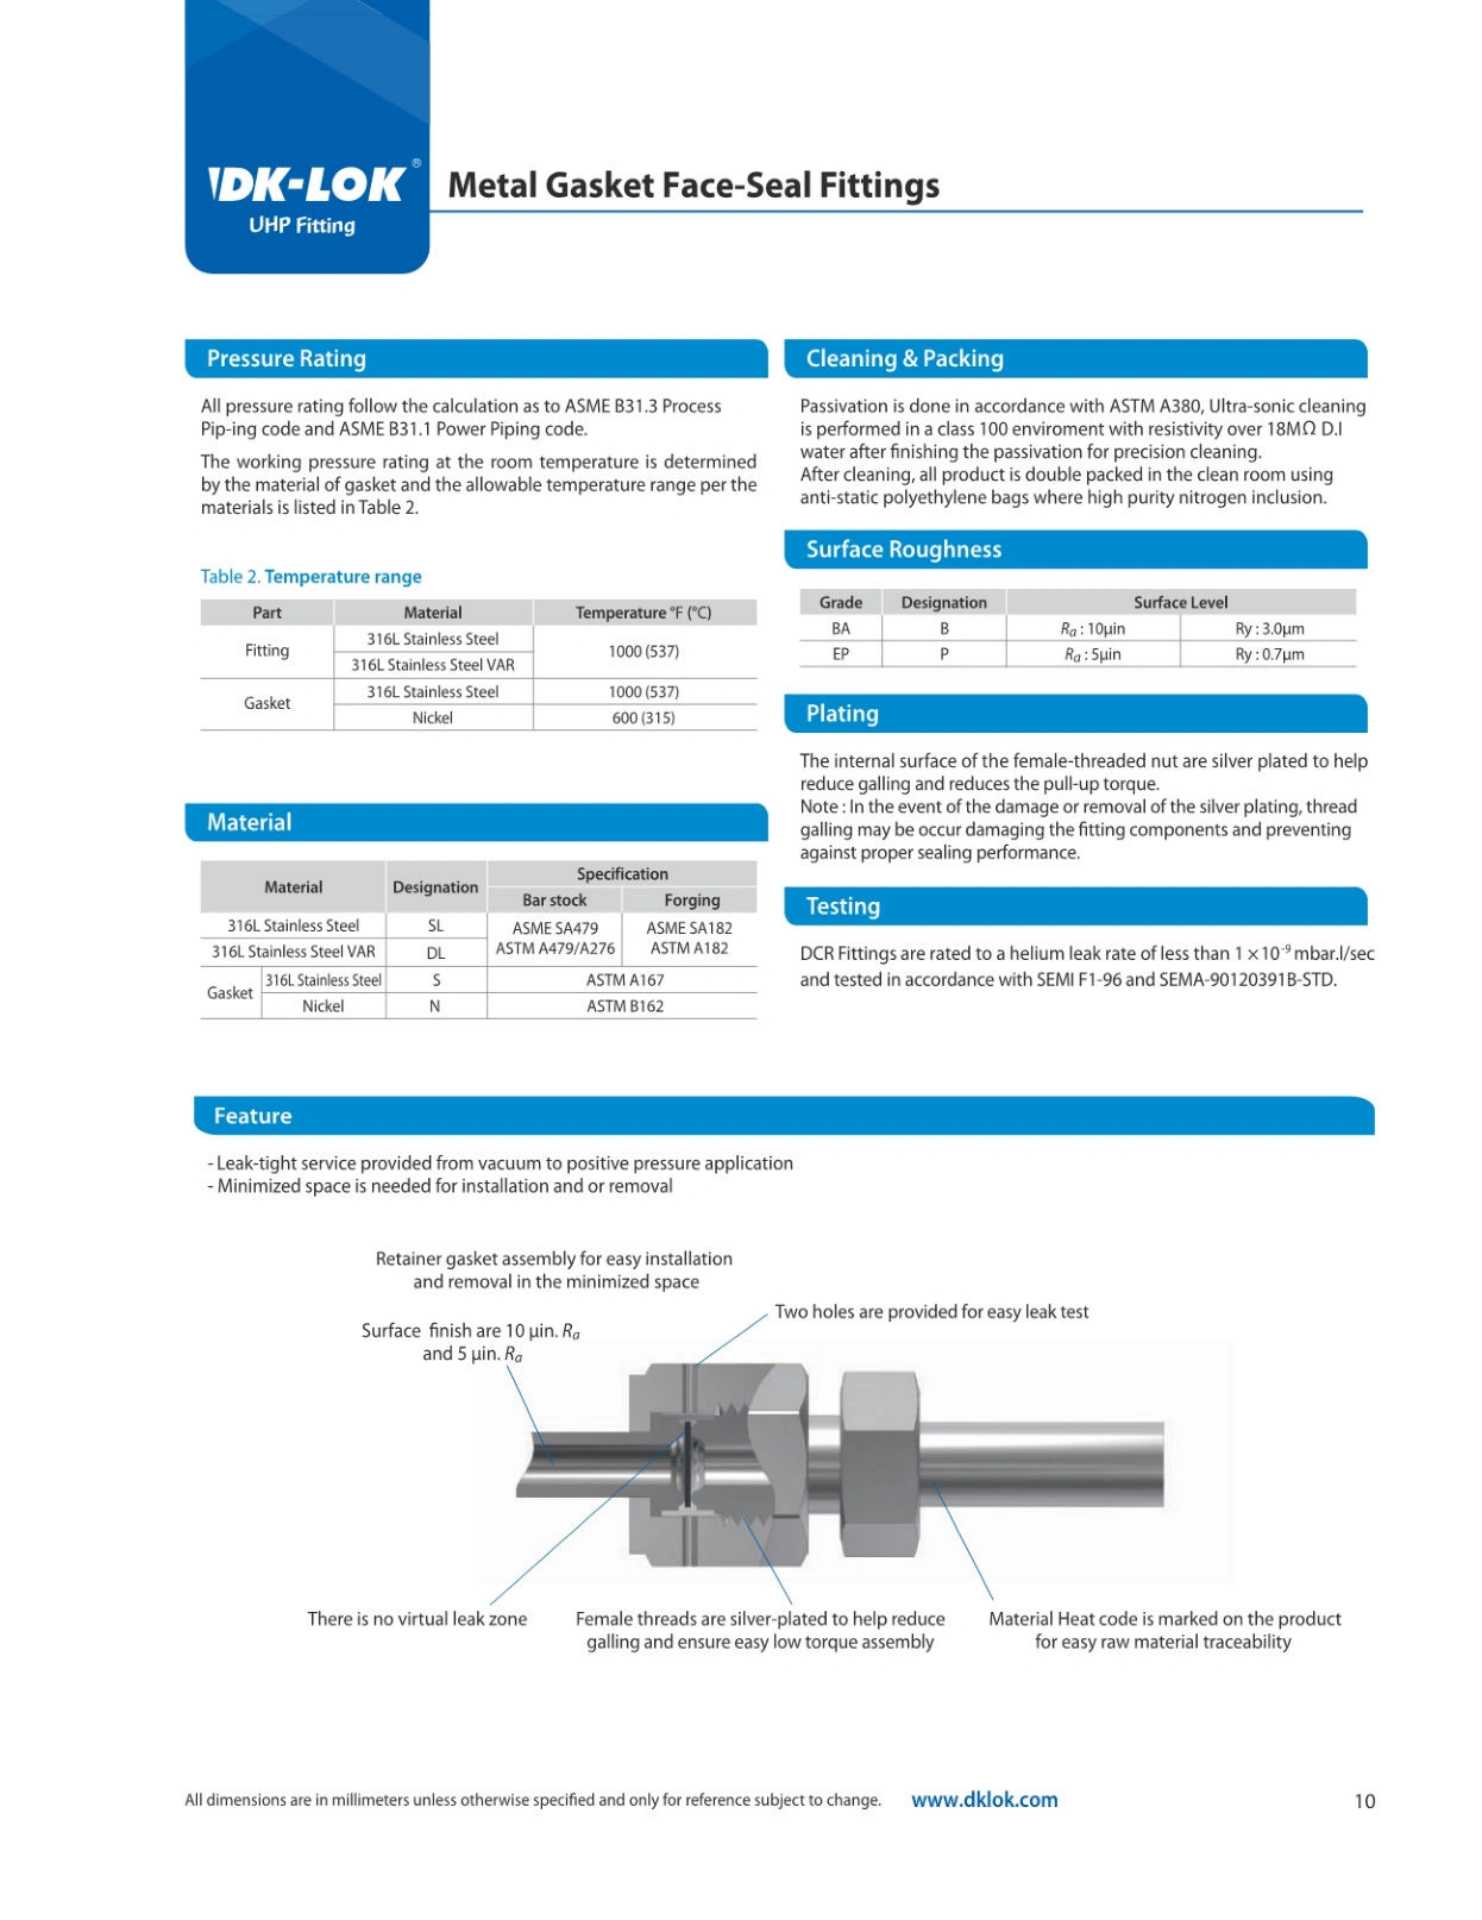 DK-LOK®
UHP Fitting
Metal Gasket Face-Seal Fittings
Pressure Rating
All pressure rating follow the calculation as to ASME B31.3 Process
Pip-ing code and ASME B31.1 Power Piping code.
The working pressure rating at the room temperature is determined
by the material of gasket and the allowable temperature range per the
materials is listed in Table 2.
Table 2. Temperature range
Part Material Temperature °F (°C)
Fitting 316L Stainless Steel 1000 (537)
316L Stainless Steel VAR
Gasket 316L Stainless Steel 1000 (537)
Nickel 600 (315)
Material
Material Designation Specification
Bar stock Forging
316L Stainless Steel SL ASME SA479 ASME SA182
316L Stainless Steel VAR DL ASTM A479/A276 ASTM A182
Gasket 316L Stainless Steel S ASTM A167
Nickel N ASTM B162
Cleaning & Packing
Passivation is done in accordance with ASTM A380, Ultra-sonic cleaning
is performed in a class 100 enviroment with resistivity over 18MΩ D.I
water after finishing the passivation for precision cleaning.
After cleaning, all product is double packed in the clean room using
anti-static polyethylene bags where high purity nitrogen inclusion.
Surface Roughness
Grade Designation Surface Level
BA B Ra : 10μin Ry : 3.0μm
EP P Ra : 5μin Ry : 0.7μm
Plating
The internal surface of the female-threaded nut are silver plated to help
reduce galling and reduces the pull-up torque.
Note : In the event of the damage or removal of the silver plating, thread
galling may be occur damaging the fitting components and preventing
against proper sealing performance.
Testing
DCR Fittings are rated to a helium leak rate of less than 1 ×10⁻⁹ mbar.l/sec
and tested in accordance with SEMI F1-96 and SEMA-90120391B-STD.
Feature
- Leak-tight service provided from vacuum to positive pressure application
- Minimized space is needed for installation and or removal
Retainer gasket assembly for easy installation
and removal in the minimized space
Two holes are provided for easy leak test
Surface finish are 10 μin. Ra
and 5 μin. Ra
There is no virtual leak zone
Female threads are silver-plated to help reduce
galling and ensure easy low torque assembly
Material Heat code is marked on the product
for easy raw material traceability
All dimensions are in millimeters unless otherwise specified and only for reference subject to change. www.dklok.com 10